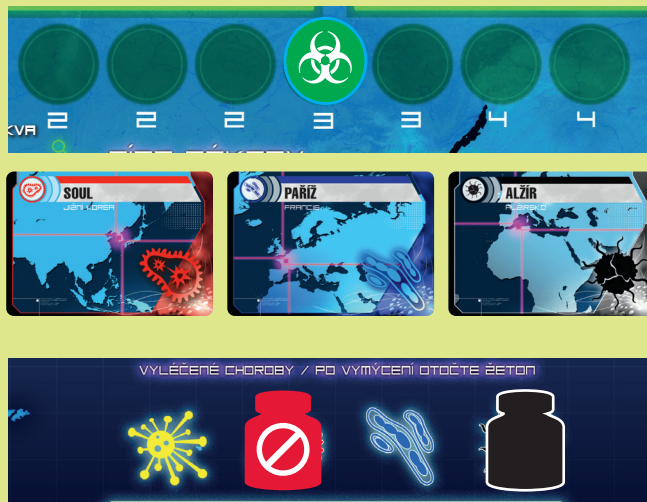 2 2 2 3 3 4 4
KVA
SOUL
JIŽNÍ KOREA
PAŘÍŽ
FRANCIE
ALŽÍR
ALŽÍRSKO
VYLÉČENÉ CHOROBY / PO VYMÝCENÍ OTOČTE ŽETON